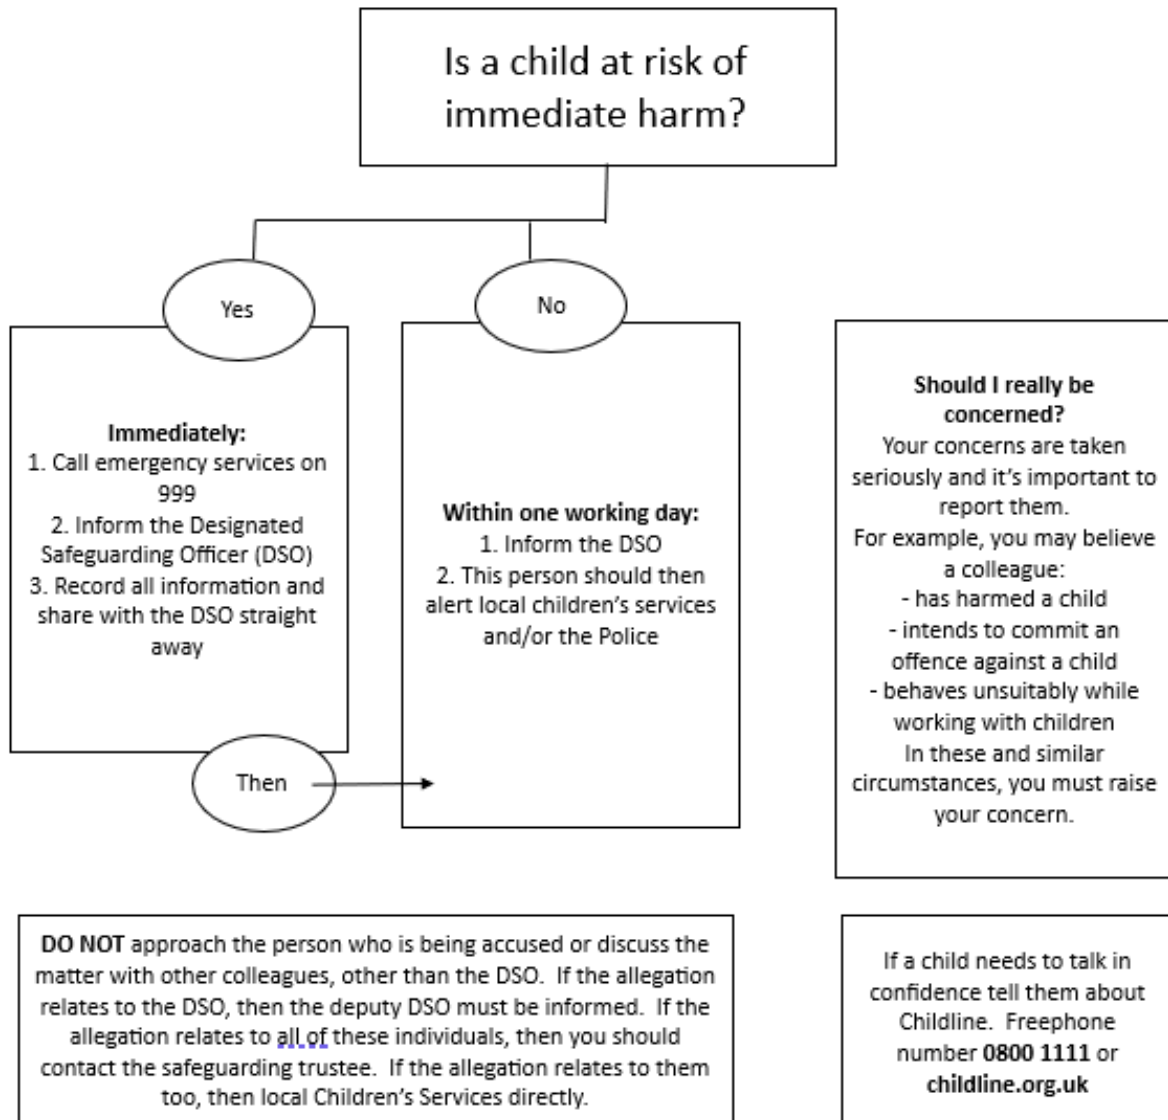 Is a child at risk of
immediate harm?
Yes
No
Immediately:
1. Call emergency services on
999
2. Inform the Designated
Safeguarding Officer (DSO)
3. Record all information and
share with the DSO straight
away
Then
Within one working day:
1. Inform the DSO
2. This person should then
alert local children's services
and/or the Police
Should I really be
concerned?
Your concerns are taken
seriously and it's important to
report them.
For example, you may believe
a colleague:
- has harmed a child
- intends to commit an
offence against a child
- behaves unsuitably while
working with children
In these and similar
circumstances, you must raise
your concern.
DO NOT approach the person who is being accused or discuss the
matter with other colleagues, other than the DSO.  If the allegation
relates to the DSO, then the deputy DSO must be informed.  If the
allegation relates to all of these individuals, then you should
contact the safeguarding trustee.  If the allegation relates to them
too, then local Children's Services directly.
If a child needs to talk in
confidence tell them about
Childline.  Freephone
number 0800 1111 or
childline.org.uk